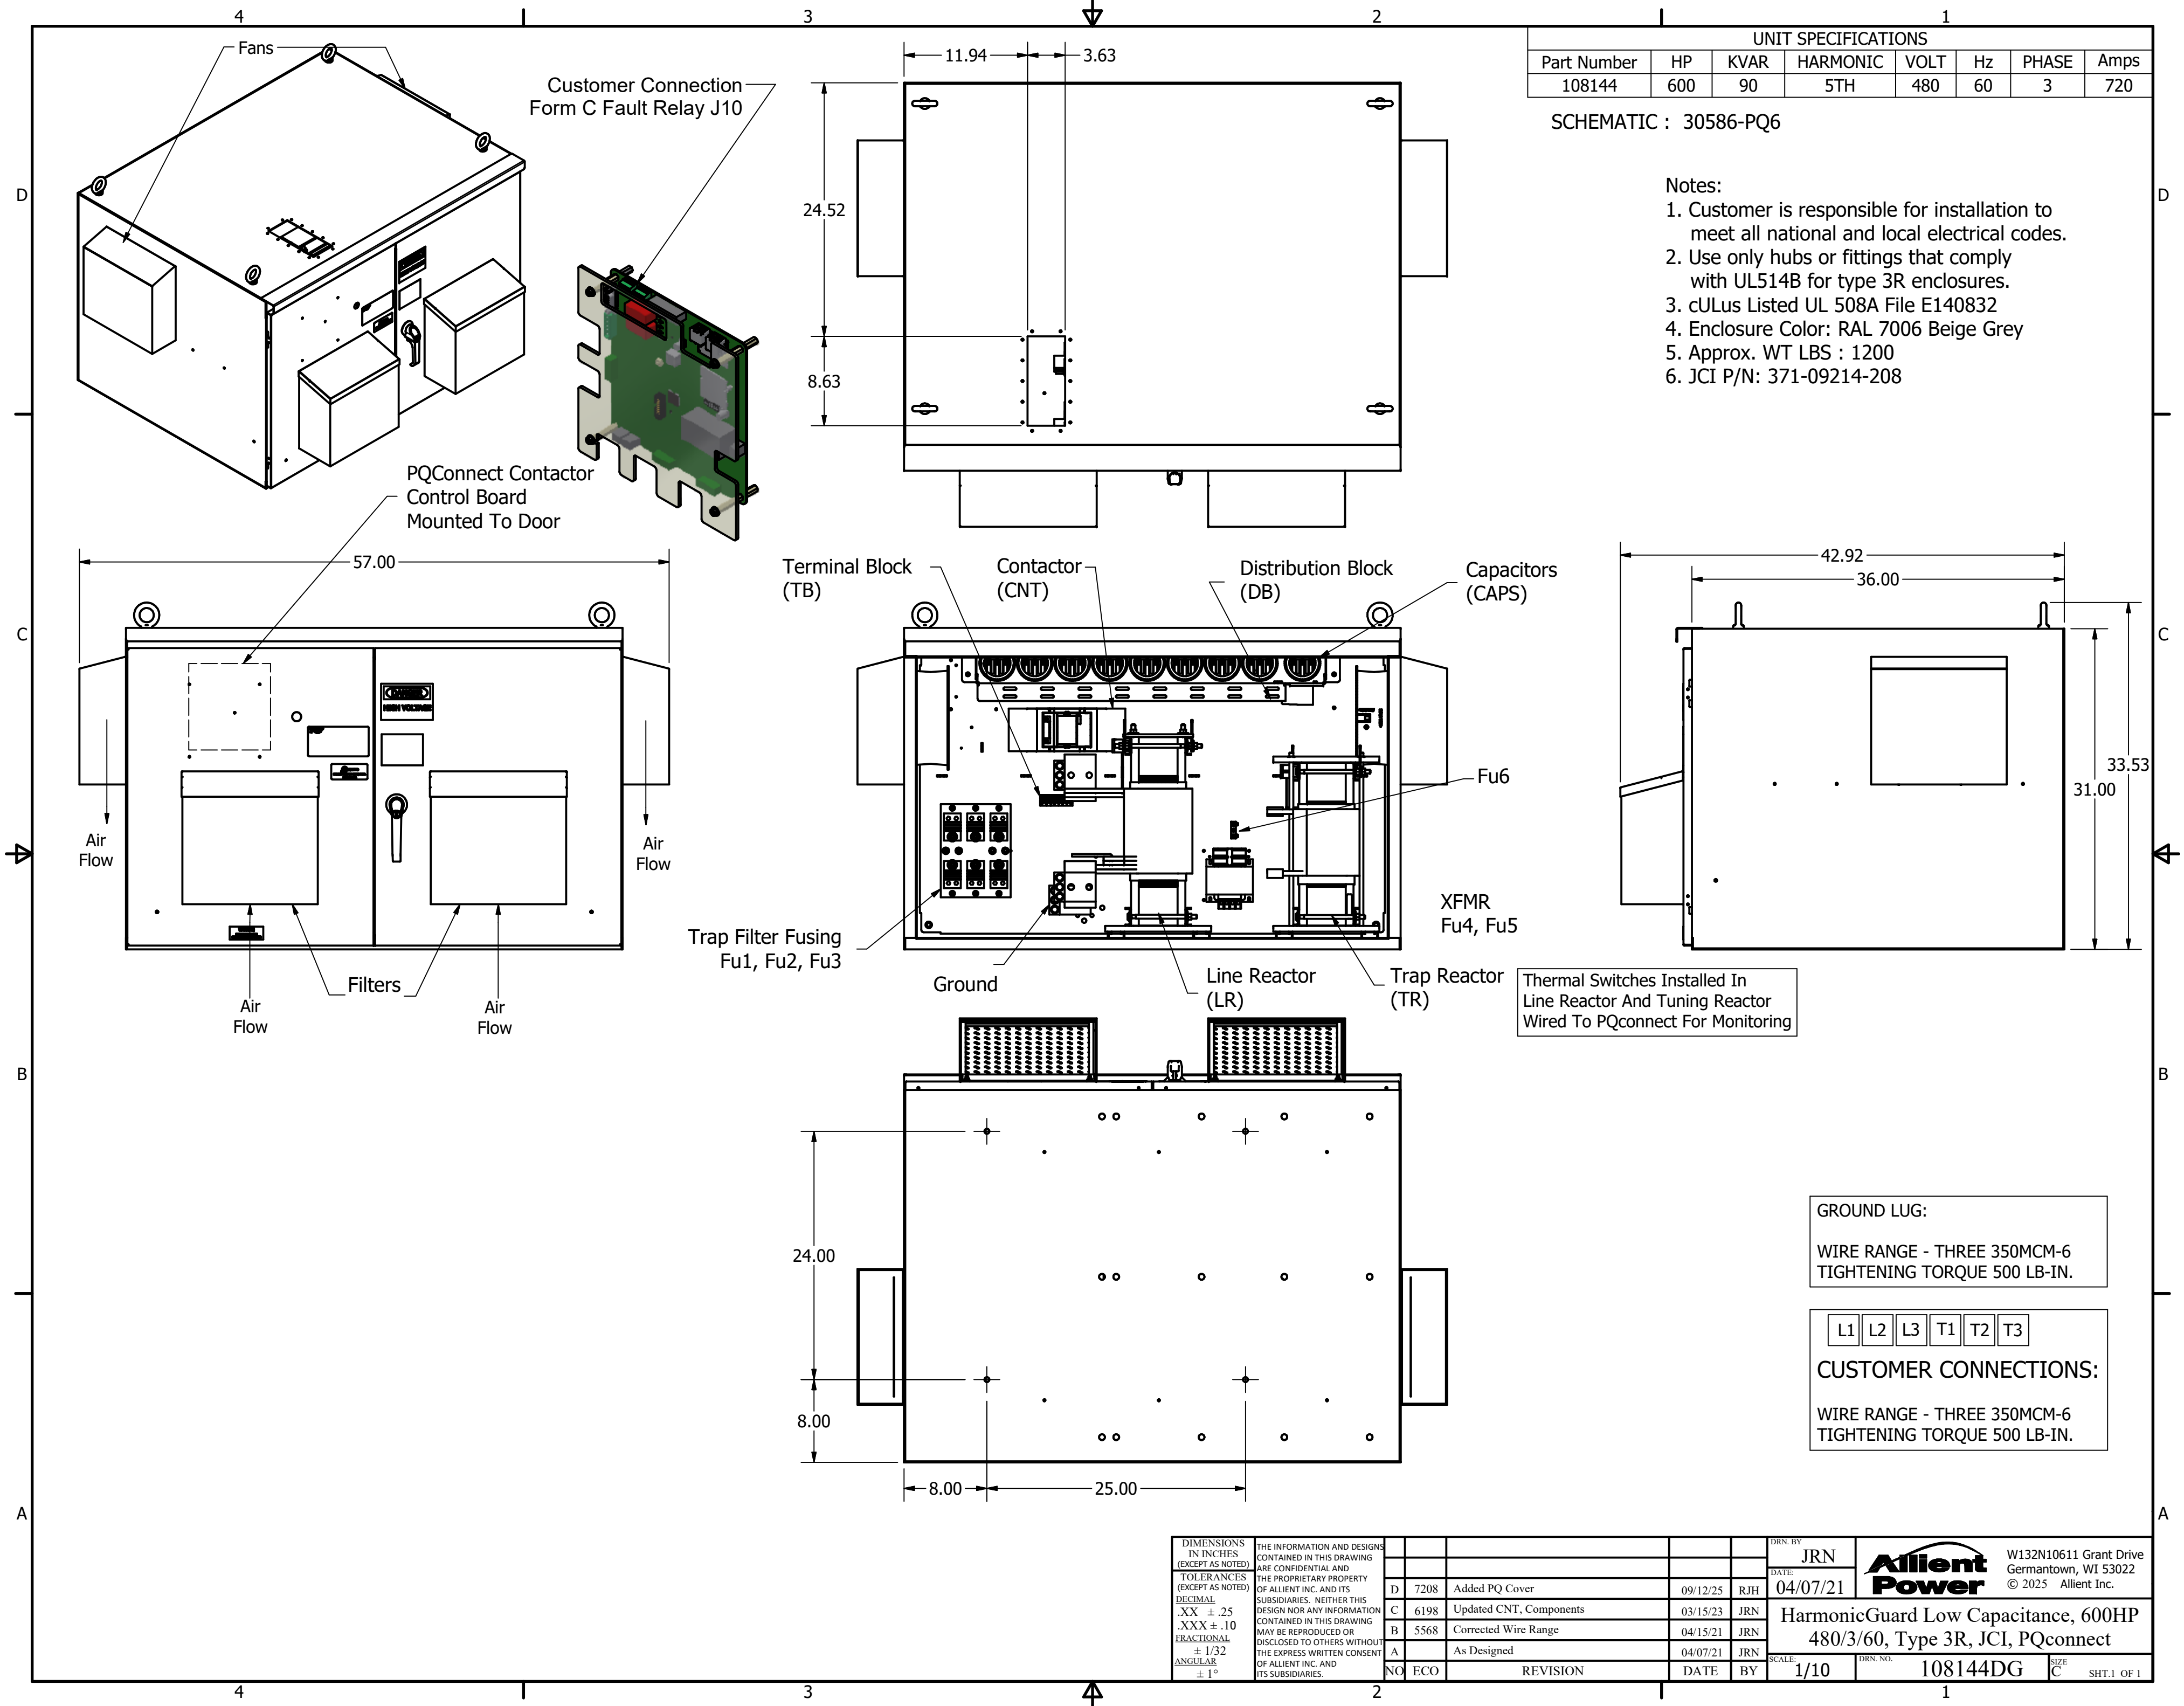 4
3
2
1
D
C
B
A
D
C
B
A
4
3
2
1
Fans
Customer Connection
Form C Fault Relay J10
11.94
3.63
24.52
8.63
UNIT SPECIFICATIONS
Part Number HP KVAR HARMONIC VOLT Hz PHASE Amps
108144 600 90 5TH 480 60 3 720
SCHEMATIC : 30586-PQ6
Notes:
1. Customer is responsible for installation to
meet all national and local electrical codes.
2. Use only hubs or fittings that comply
with UL514B for type 3R enclosures.
3. cULus Listed UL 508A File E140832
4. Enclosure Color: RAL 7006 Beige Grey
5. Approx. WT LBS : 1200
6. JCI P/N: 371-09214-208
PQConnect Contactor
Control Board
Mounted To Door
57.00
DANGER
HIGH VOLTAGE
Air
Flow
Air
Flow
Filters
Air
Flow
Air
Flow
Terminal Block
(TB)
Contactor
(CNT)
Distribution Block
(DB)
Capacitors
(CAPS)
Fu6
XFMR
Fu4, Fu5
Trap Filter Fusing
Fu1, Fu2, Fu3
Ground
Line Reactor
(LR)
Trap Reactor
(TR)
42.92
36.00
33.53
31.00
Thermal Switches Installed In
Line Reactor And Tuning Reactor
Wired To PQconnect For Monitoring
24.00
8.00
8.00
25.00
GROUND LUG:
WIRE RANGE - THREE 350MCM-6
TIGHTENING TORQUE 500 LB-IN.
L1 L2 L3 T1 T2 T3
CUSTOMER CONNECTIONS:
WIRE RANGE - THREE 350MCM-6
TIGHTENING TORQUE 500 LB-IN.
DIMENSIONS
IN INCHES
(EXCEPT AS NOTED)
TOLERANCES
(EXCEPT AS NOTED)
DECIMAL
.XX ± .25
.XXX ± .10
FRACTIONAL
± 1/32
ANGULAR
± 1°
THE INFORMATION AND DESIGNS
CONTAINED IN THIS DRAWING
ARE CONFIDENTIAL AND
THE PROPRIETARY PROPERTY
OF ALLIENT INC. AND ITS
SUBSIDIARIES. NEITHER THIS
DESIGN NOR ANY INFORMATION
CONTAINED IN THIS DRAWING
MAY BE REPRODUCED OR
DISCLOSED TO OTHERS WITHOUT
THE EXPRESS WRITTEN CONSENT
OF ALLIENT INC. AND
ITS SUBSIDIARIES.
D 7208 Added PQ Cover 09/12/25 RJH
C 6198 Updated CNT, Components 03/15/23 JRN
B 5568 Corrected Wire Range 04/15/21 JRN
A As Designed 04/07/21 JRN
NO ECO REVISION DATE BY
DRN. BY
JRN
DATE:
04/07/21
Allient
Power
W132N10611 Grant Drive
Germantown, WI 53022
© 2025 Allient Inc.
HarmonicGuard Low Capacitance, 600HP
480/3/60, Type 3R, JCI, PQconnect
SCALE:
1/10
DRN. NO.
108144DG
SIZE
C
SHT.1 OF 1